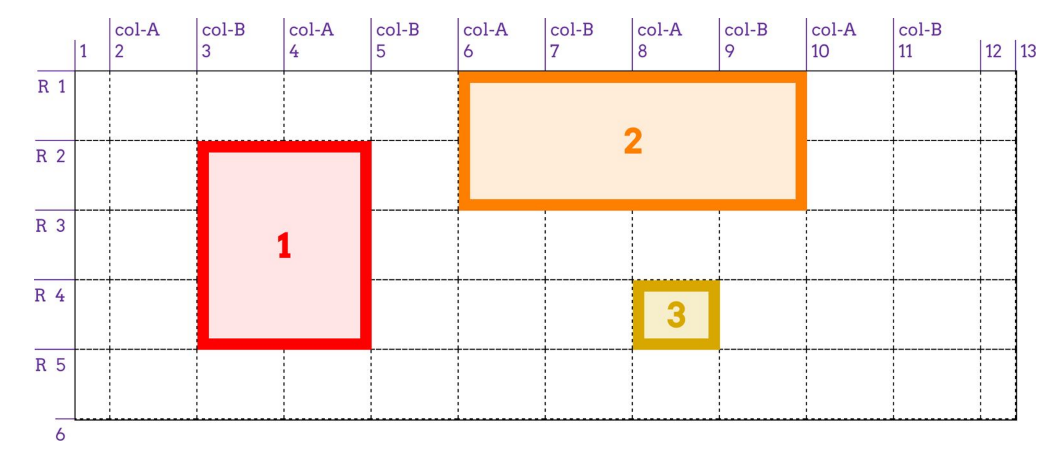 col-A col-B col-A col-B col-A col-B col-A col-B col-A col-B
1 2 3 4 5 6 7 8 9 10 11 12 13
R 1
R 2
2
R 3
1
R 4
3
R 5
6